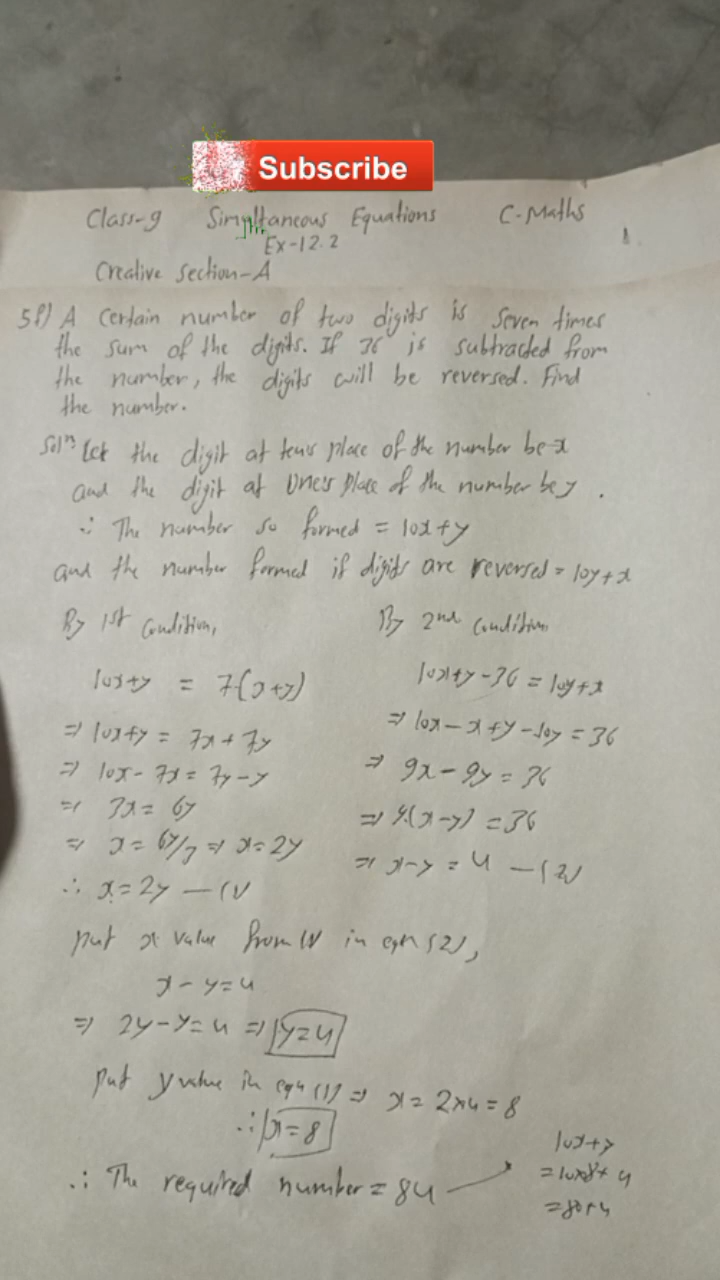 Subscribe
Class-9 Simultaneous Equations C-Maths
Ex-12.2
Creative Section-A
5f) A Certain number of two digits is Seven times
the sum of the digits. If 36 is subtracted from
the number, the digits will be reversed. Find
the number.
Solⁿ: Let the digit at ten's place of the number be x
and the digit at one's place of the number be y.
∴ The number so formed = 10x+y
and the number formed if digits are reversed = 10y+x
By 1st Condition,
10x+y = 7(x+y)
⇒ 10x+y = 7x+7y
⇒ 10x-7x = 7y-y
⇒ 3x = 6y
⇒ x = 6y/3 ⇒ x = 2y
∴ x = 2y — (1)
By 2nd Condition
10x+y-36 = 10y+x
⇒ 10x-x+y-10y = 36
⇒ 9x-9y = 36
⇒ 9(x-y) = 36
⇒ x-y = 4 — (2)
Put x value from (1) in eqn (2),
x-y=4
⇒ 2y-y=4 ⇒ y=4
Put y value in eqn (1) ⇒ x = 2×4 = 8
∴ x=8
∴ The required number = 84
10x+y
=10×8+4
=80+4